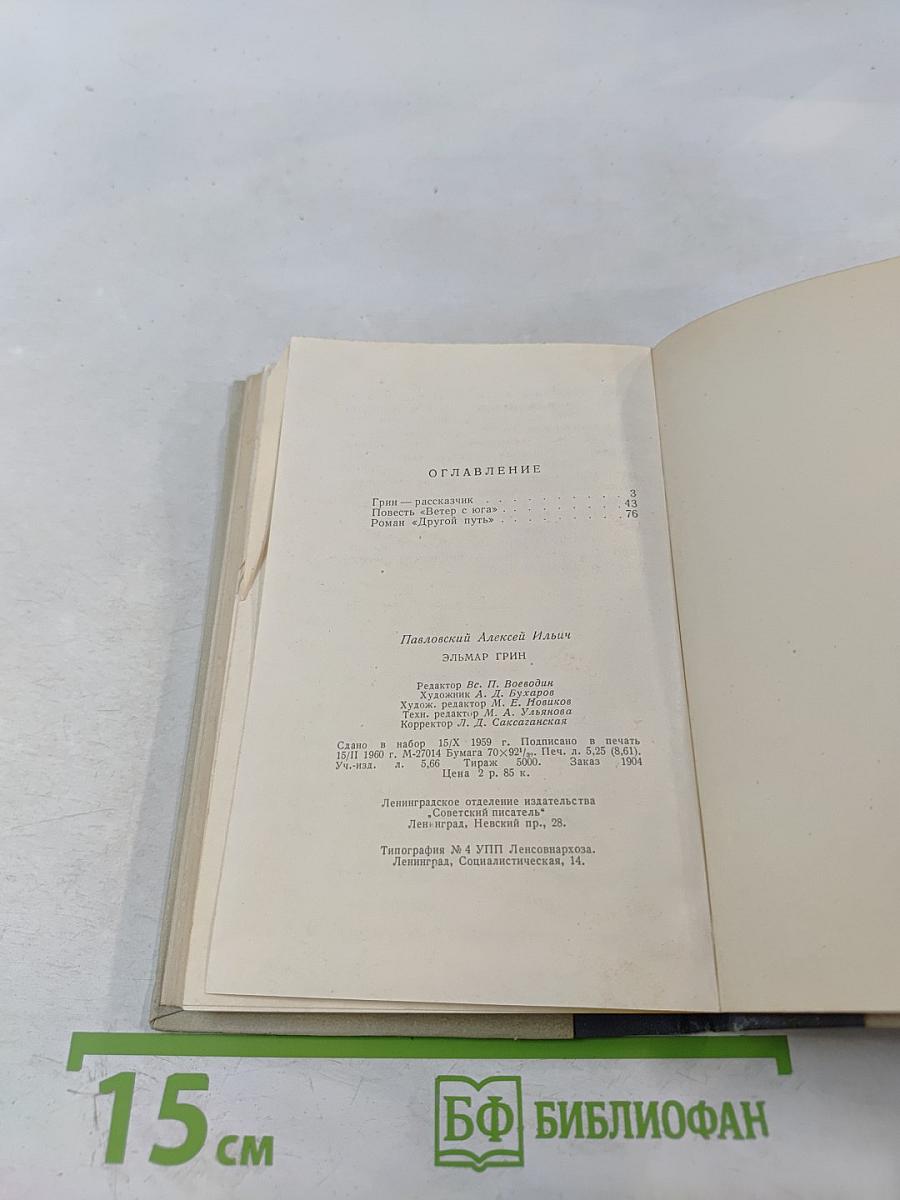 ОГЛАВЛЕНИЕ
Грин — рассказчик . . . . . . . . . . 3
Повесть «Ветер с юга» . . . . . . . . . 43
Роман «Другой путь» . . . . . . . . . 76
Павловский Алексей Ильич
ЭЛЬМАР ГРИН
Редактор Вс. П. Воеводин
Художник А. Д. Бухаров
Худож. редактор М. Е. Новиков
Техн. редактор М. А. Ульянова
Корректор Л. Д. Саксаганская
Сдано в набор 15/X 1959 г. Подписано в печать
15/II 1960 г. М-27014 Бумага 70×92¹/₃₂. Печ. л. 5,25 (8,61).
Уч.-изд. л. 5,66 Тираж 5000. Заказ 1904
Цена 2 р. 85 к.
Ленинградское отделение издательства
„Советский писатель"
Ленинград, Невский пр., 28.
Типография № 4 УПП Ленсовнархоза.
Ленинград, Социалистическая, 14.
15 см
БФ БИБЛИОФАН